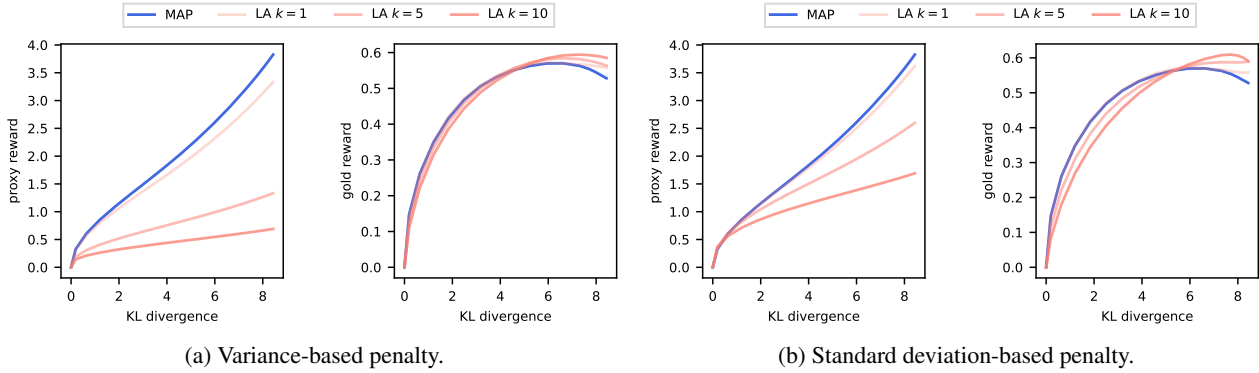 MAP LA k = 1 LA k = 5 LA k = 10
MAP LA k = 1 LA k = 5 LA k = 10
proxy reward
4.0
3.5
3.0
2.5
2.0
1.5
1.0
0.5
0.0
0 2 4 6 8
KL divergence
gold reward
0.6
0.5
0.4
0.3
0.2
0.1
0.0
0 2 4 6 8
KL divergence
proxy reward
4.0
3.5
3.0
2.5
2.0
1.5
1.0
0.5
0.0
0 2 4 6 8
KL divergence
gold reward
0.6
0.5
0.4
0.3
0.2
0.1
0.0
0 2 4 6 8
KL divergence
(a) Variance-based penalty.
(b) Standard deviation-based penalty.